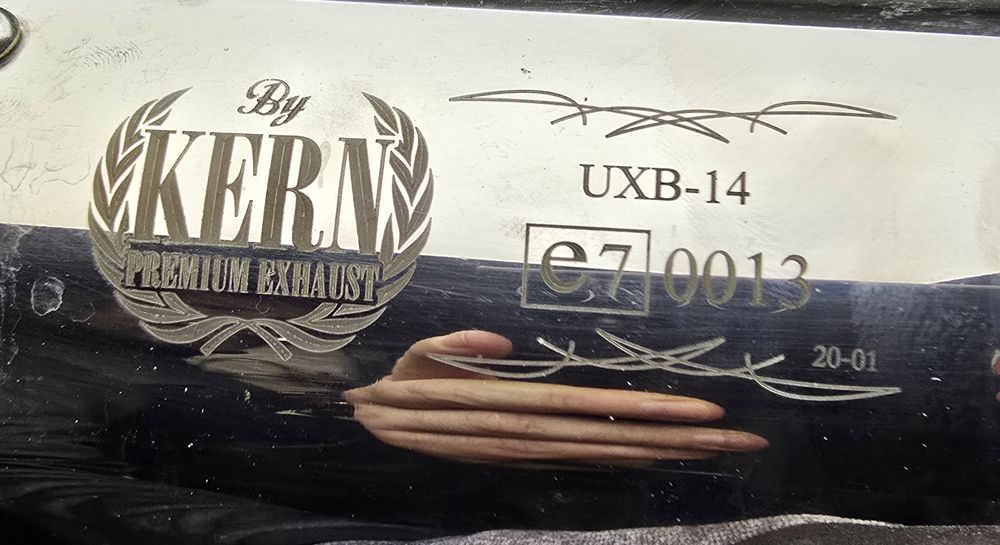 By
KERN
PREMIUM EXHAUST
UXB-14
e7 0013
20-01